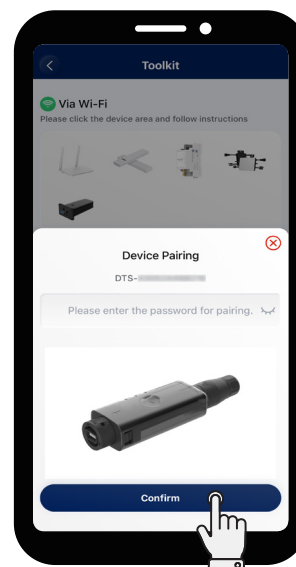 Toolkit
Via Wi-Fi
Please click the device area and follow instructions
Device Pairing
DTS-
Please enter the password for pairing.
Confirm